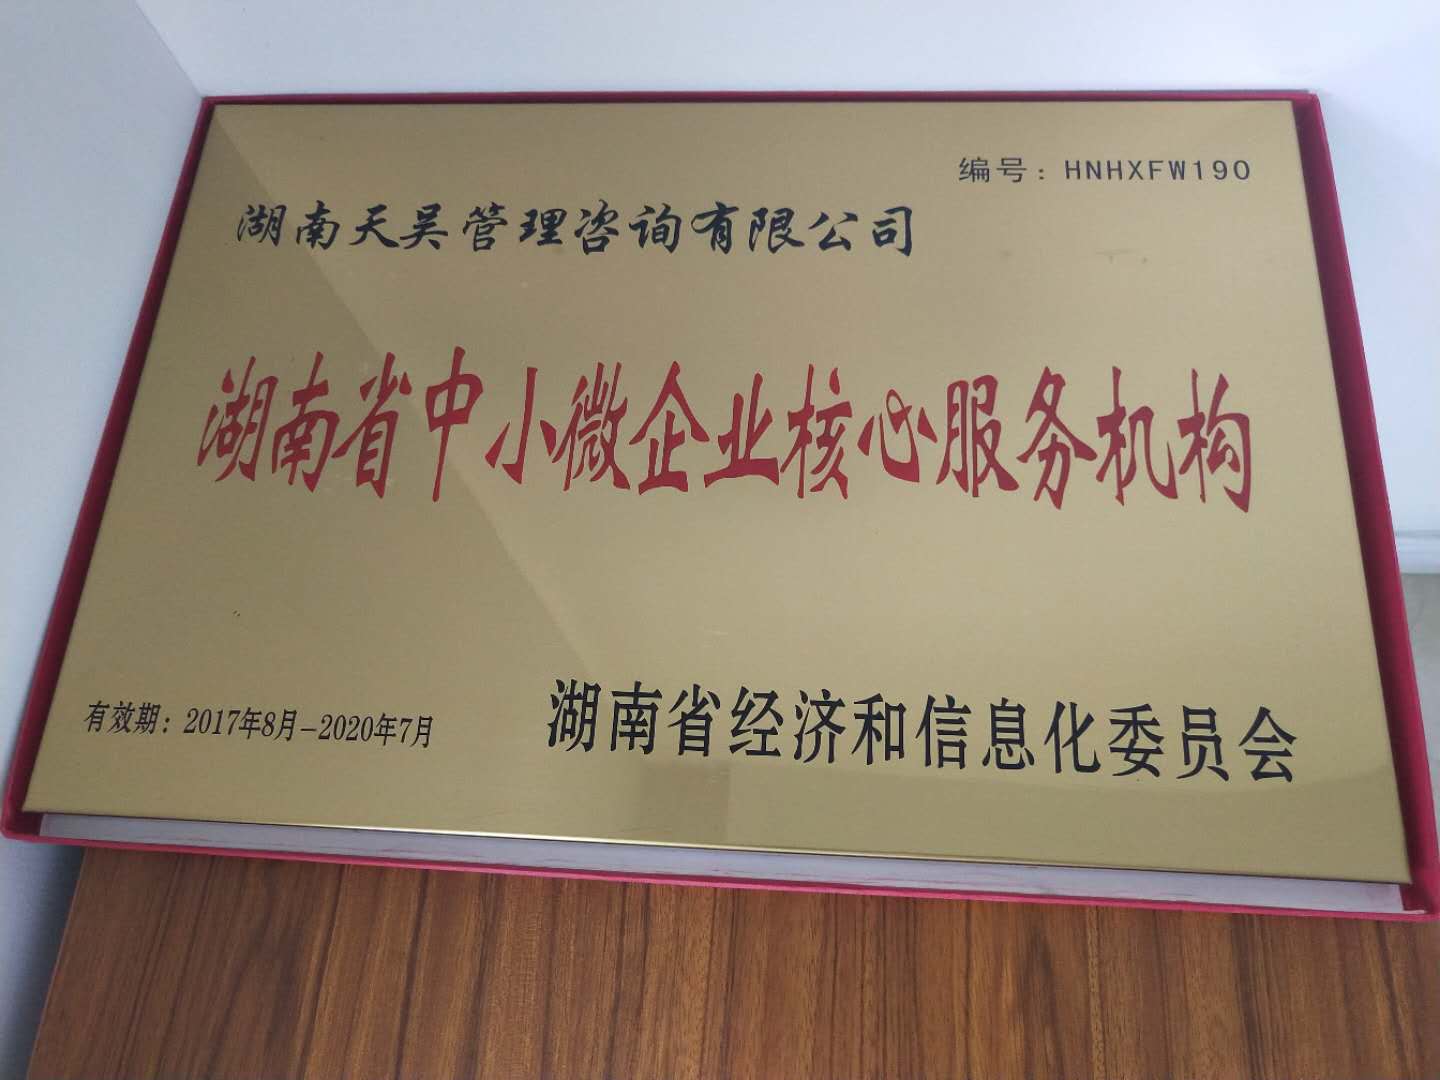 编号：HNHXFW190
湖南天吴管理咨询有限公司
湖南省中小微企业核心服务机构
有效期：2017年8月-2020年7月
湖南省经济和信息化委员会